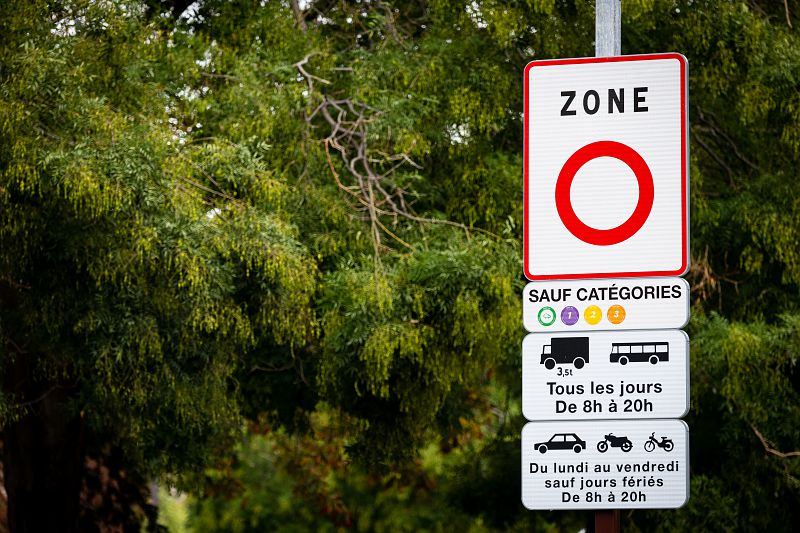 ZONE
SAUF CATÉGORIES
1 2 3
3,5t
Tous les jours
De 8h à 20h
Du lundi au vendredi
sauf jours fériés
De 8h à 20h